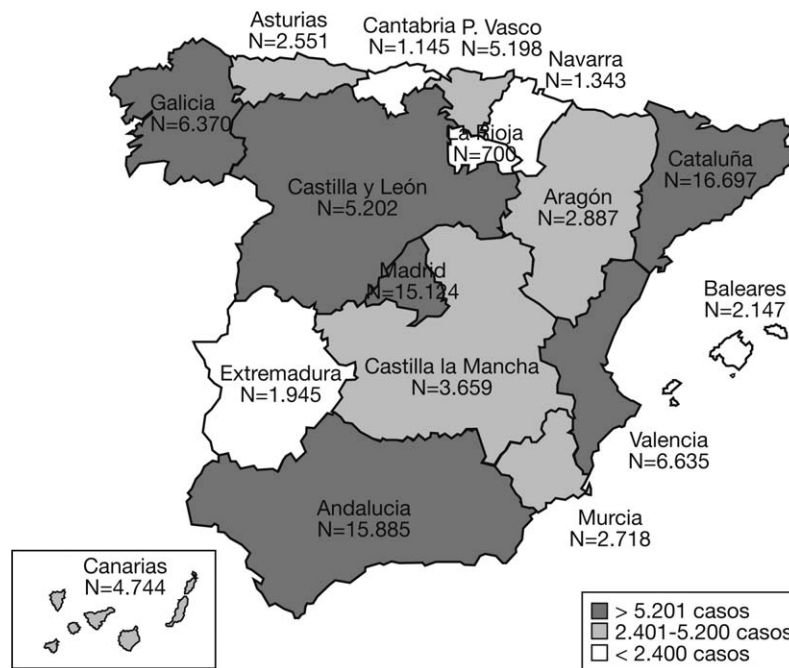 Asturias
N=2.551
Cantabria
N=1.145
P. Vasco
N=5.198
Navarra
N=1.343
Galicia
N=6.370
La Rioja
N=700
Cataluña
N=16.697
Castilla y León
N=5.202
Aragón
N=2.887
Madrid
N=15.124
Baleares
N=2.147
Extremadura
N=1.945
Castilla la Mancha
N=3.659
Valencia
N=6.635
Andalucia
N=15.885
Murcia
N=2.718
Canarias
N=4.744
> 5.201 casos
2.401-5.200 casos
< 2.400 casos